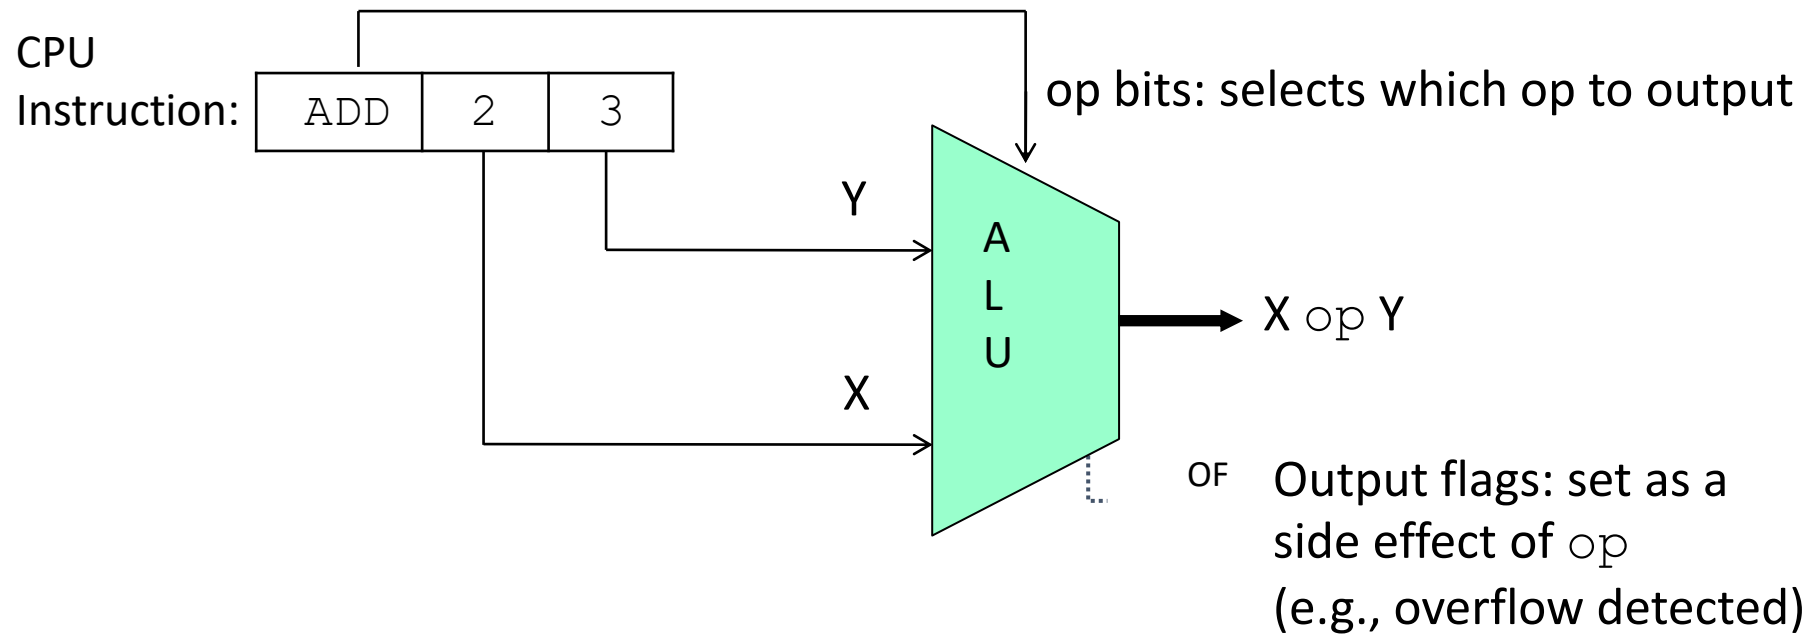 CPU
Instruction:
ADD 2 3
op bits: selects which op to output
Y
A
L
U
X op Y
X
OF
Output flags: set as a
side effect of op
(e.g., overflow detected)